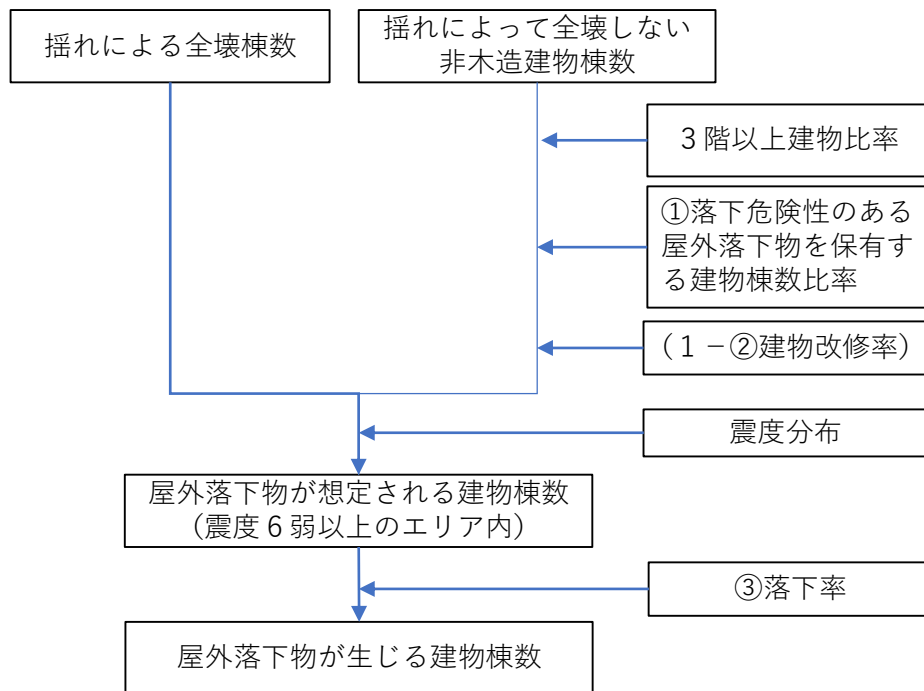 揺れによる全壊棟数
揺れによって全壊しない
非木造建物棟数
３階以上建物比率
①落下危険性のある
屋外落下物を保有す
る建物棟数比率
（１－②建物改修率）
震度分布
屋外落下物が想定される建物棟数
（震度６弱以上のエリア内）
③落下率
屋外落下物が生じる建物棟数